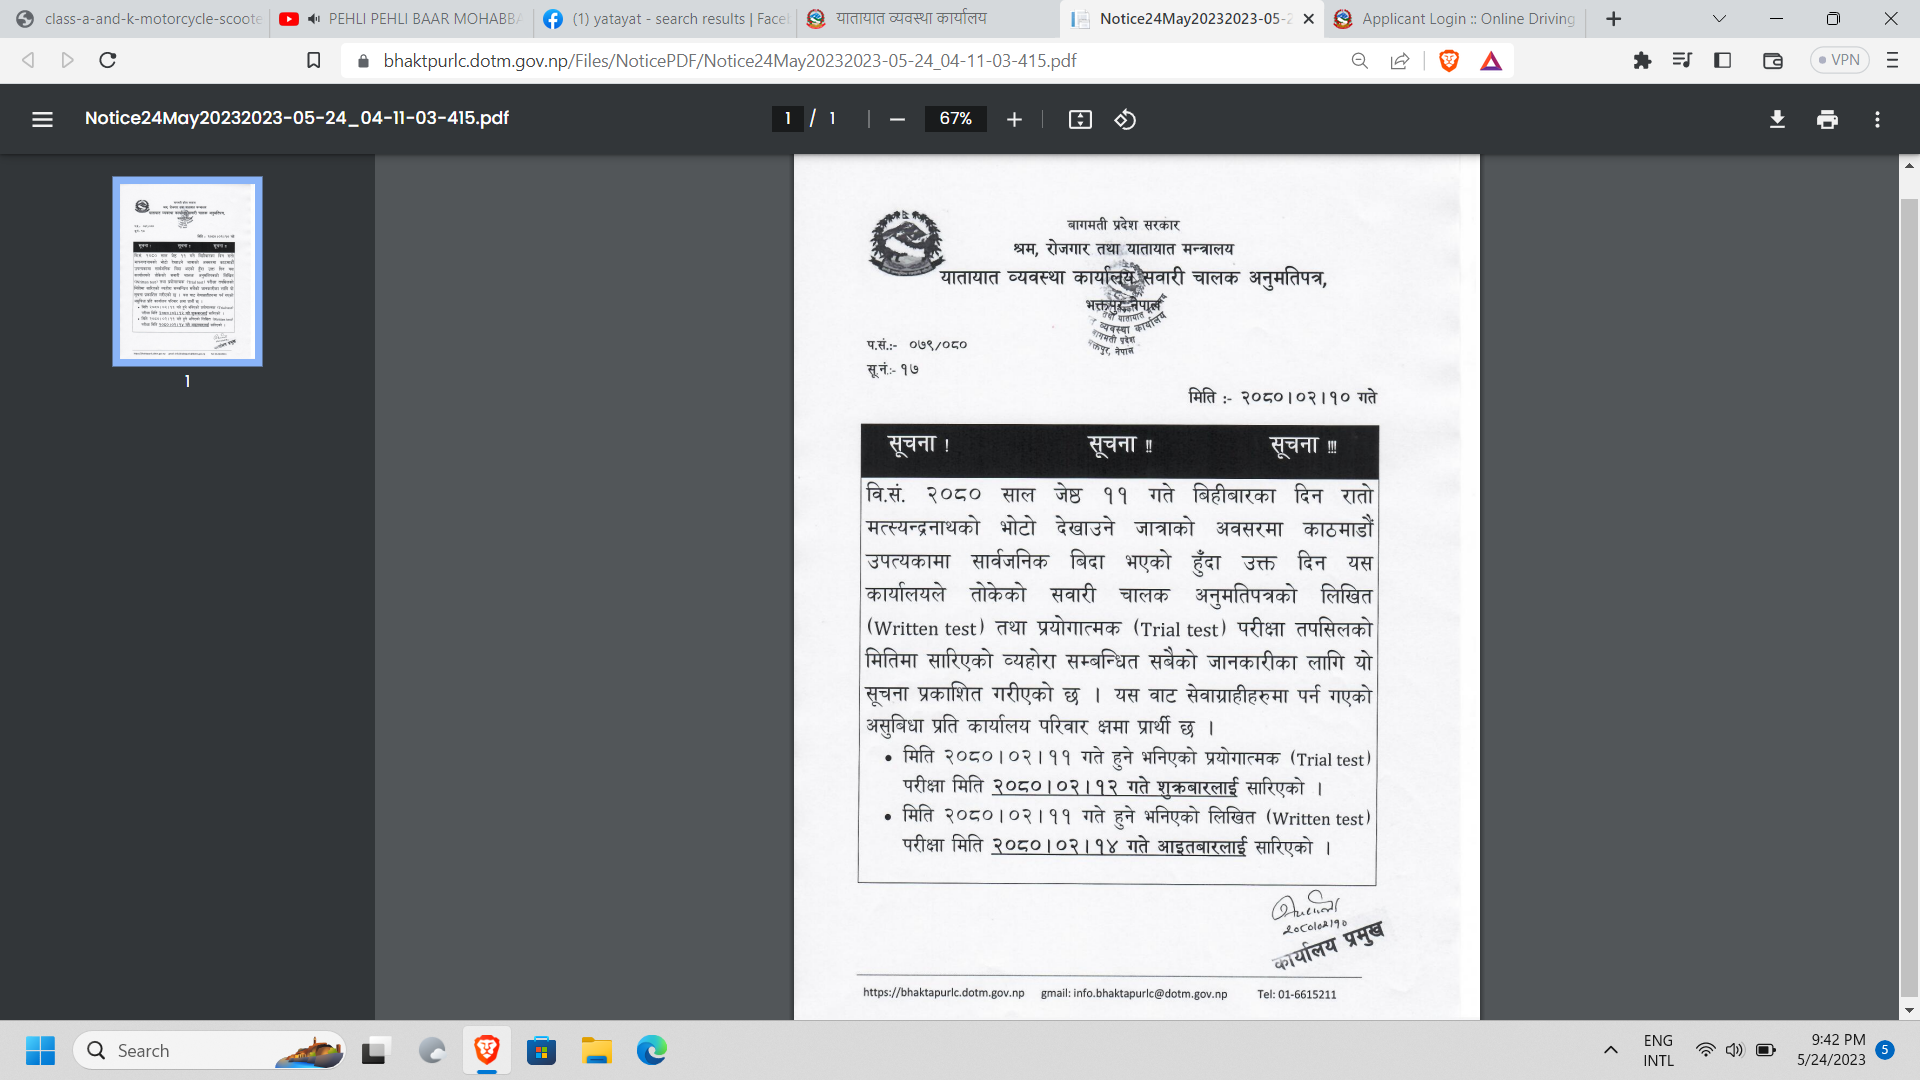 class-a-and-k-motorcycle-scoote
PEHLI PEHLI BAAR MOHABBA
(1) yatayat - search results | Face
यातायात व्यवस्था कार्यालय
Notice24May20232023-05-2
Applicant Login :: Online Driving
bhaktpurlc.dotm.gov.np/Files/NoticePDF/Notice24May20232023-05-24_04-11-03-415.pdf
VPN
Notice24May20232023-05-24_04-11-03-415.pdf
1 / 1
67%
1
बागमती प्रदेश सरकार
श्रम, रोजगार तथा यातायात मन्त्रालय
यातायात व्यवस्था कार्यालय सवारी चालक अनुमतिपत्र,
भक्तपुर, नेपाल
तथा यातायात
व्यवस्था कार्यालय
बागमती प्रदेश
भक्तपुर, नेपाल
प.सं.:- ०७९/०८०
सू.नं.:- १७
मिति :- २०८०।०२।१० गते
सूचना ! सूचना !! सूचना !!!
वि.सं. २०८० साल जेष्ठ ११ गते बिहीबारका दिन रातो
मत्स्यन्द्रनाथको भोटो देखाउने जात्राको अवसरमा काठमाडौं
उपत्यकामा सार्वजनिक बिदा भएको हुँदा उक्त दिन यस
कार्यालयले तोकेको सवारी चालक अनुमतिपत्रको लिखित
(Written test) तथा प्रयोगात्मक (Trial test) परीक्षा तपसिलको
मितिमा सारिएको व्यहोरा सम्बन्धित सबैको जानकारीका लागि यो
सूचना प्रकाशित गरीएको छ । यस वाट सेवाग्राहीहरुमा पर्न गएको
असुबिधा प्रति कार्यालय परिवार क्षमा प्रार्थी छ ।
• मिति २०८०।०२।११ गते हुने भनिएको प्रयोगात्मक (Trial test)
परीक्षा मिति २०८०।०२।१२ गते शुक्रबारलाई सारिएको ।
• मिति २०८०।०२।११ गते हुने भनिएको लिखित (Written test)
परीक्षा मिति २०८०।०२।१४ गते आइतबारलाई सारिएको ।
२०८०।०२।१०
कार्यालय प्रमुख
https://bhaktapurlc.dotm.gov.np gmail: info.bhaktapurlc@dotm.gov.np Tel: 01-6615211
Search
ENG
INTL
9:42 PM
5/24/2023
5